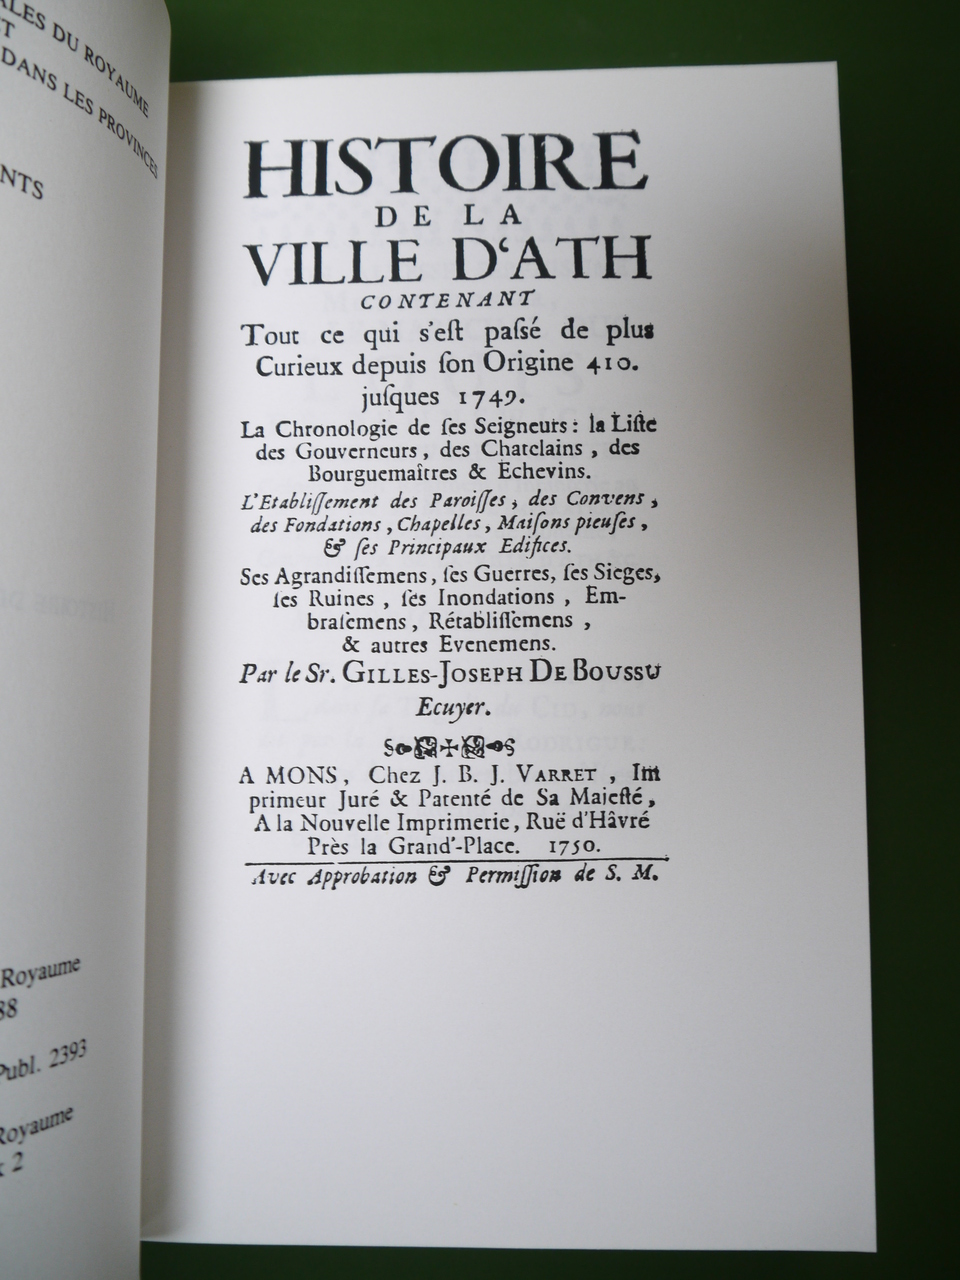 ALES DU ROYAUME
ET
DANS LES PROVINCES
NTS
Royaume
88
Publ. 2393
Royaume
2
HISTOIRE
DE LA
VILLE D'ATH
CONTENANT
Tout ce qui s'eſt paſſé de plus
Curieux depuis ſon Origine 410.
juſques 1749.
La Chronologie de ſes Seigneurs : la Liſte
des Gouverneurs, des Chatelains, des
Bourguemaîtres & Echevins.
L'Etabliſſement des Paroiſſes, des Convens,
des Fondations, Chapelles, Maiſons pieuſes,
& ſes Principaux Edifices.
Ses Agrandiſſemens, ſes Guerres, ſes Sieges,
ſes Ruines, ſes Inondations, Em-
braſemens, Rétabliſſemens,
& autres Evenemens.
Par le Sr. GILLES-JOSEPH DE BOUSSU
Ecuyer.
A MONS, Chez J. B. J. VARRET, Im
primeur Juré & Patenté de Sa Majeſté,
A la Nouvelle Imprimerie, Ruë d'Hâvré
Près la Grand'-Place. 1750.
Avec Approbation & Permiſſion de S. M.